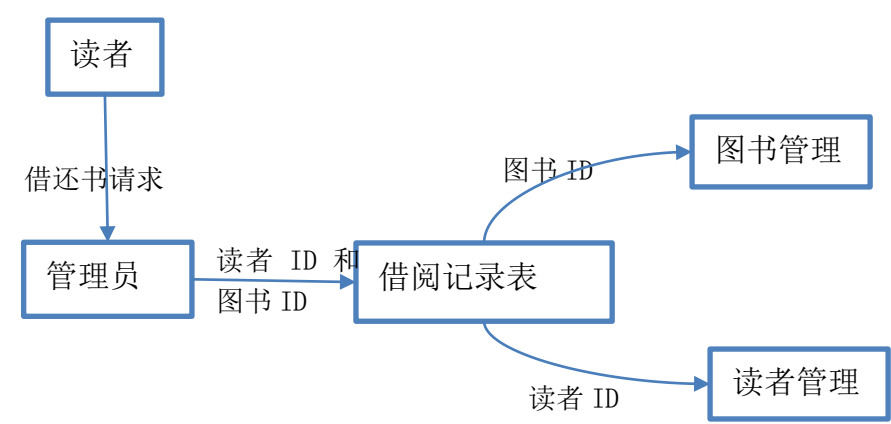 读者
借还书请求
图书管理
图书 ID
管理员
读者 ID 和
图书 ID
借阅记录表
读者管理
读者 ID